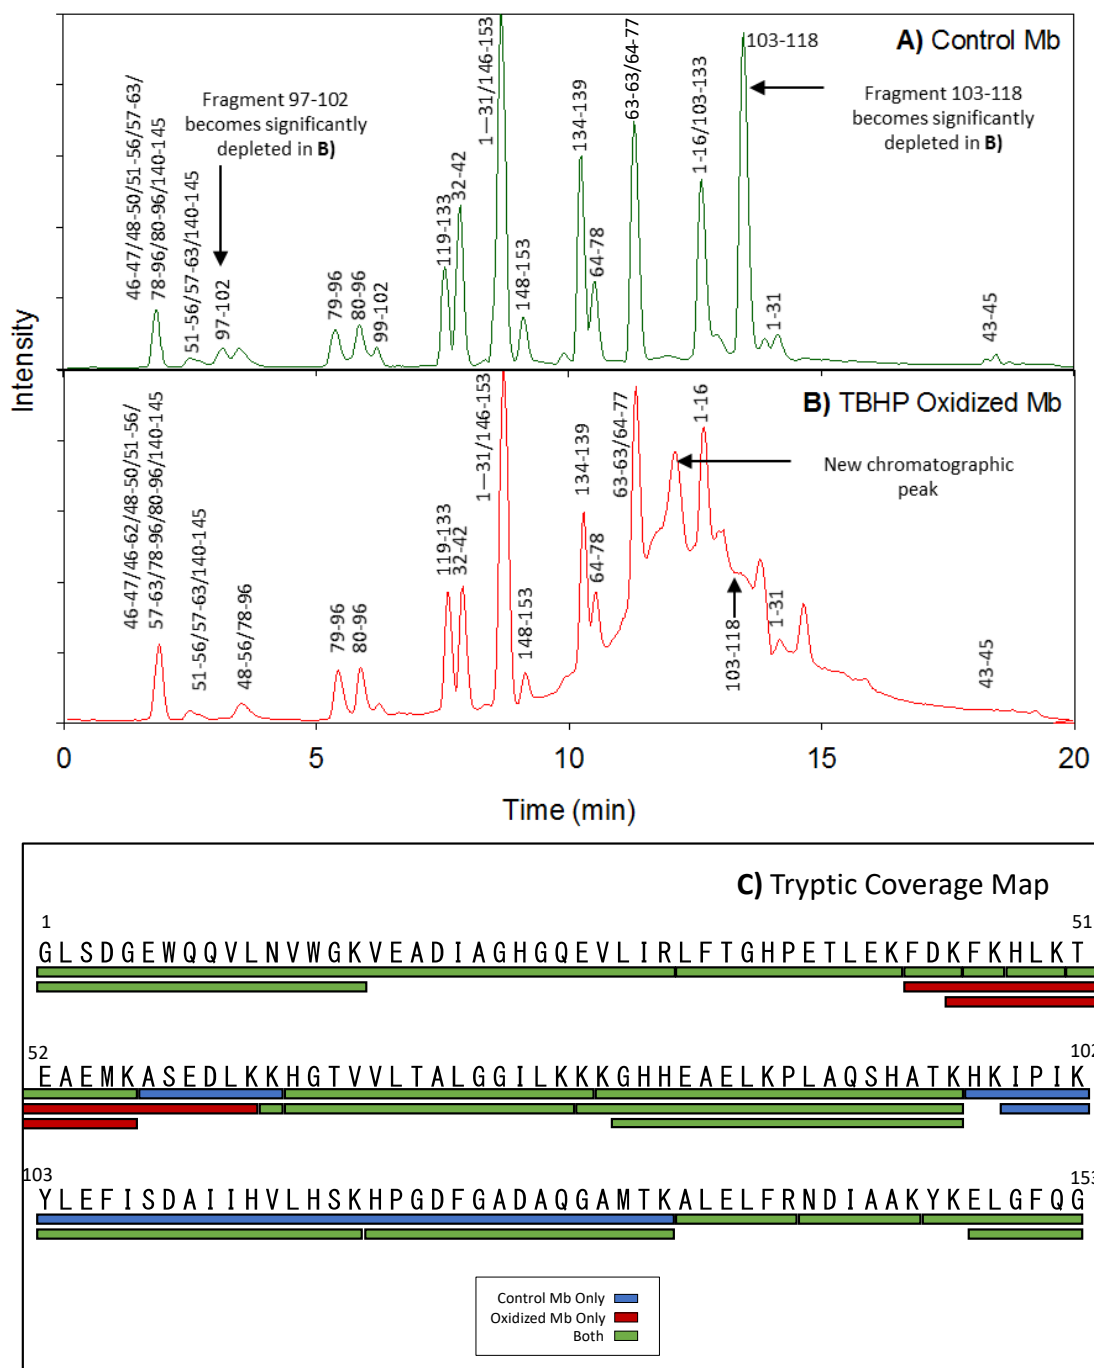 A) Control Mb
46-47/48-50/51-56/57-63/
78-96/80-96/140-145
51-56/57-63/140-145
Fragment 97-102
becomes significantly
depleted in B)
97-102
79-96
80-96
99-102
119-133
32-42
1—31/146-153
148-153
134-139
64-78
63-63/64-77
1-16/103-133
103-118
Fragment 103-118
becomes significantly
depleted in B)
1-31
43-45
Intensity
B) TBHP Oxidized Mb
46-47/46-62/48-50/51-56/
57-63/78-96/80-96/140-145
51-56/57-63/140-145
48-56/78-96
79-96
80-96
119-133
32-42
1—31/146-153
148-153
134-139
64-78
63-63/64-77
1-16
New chromatographic
peak
103-118
1-31
43-45
0 5 10 15 20
Time (min)
C) Tryptic Coverage Map
1 51
GLSDGEWQQVLNVWGKVEADIAGHGQEVLIRLFTGHPETLEKFDKFKHLKT
52 102
EAEMKASEDLKKHGTVVLTALGGILKKKGHHEAELKPLAQSHATKHKIPIK
103 153
YLEFISDAIIHVLHSKHPGDFGADAQGAMTKALELFRNDIAAKYKELGFQG
Control Mb Only
Oxidized Mb Only
Both